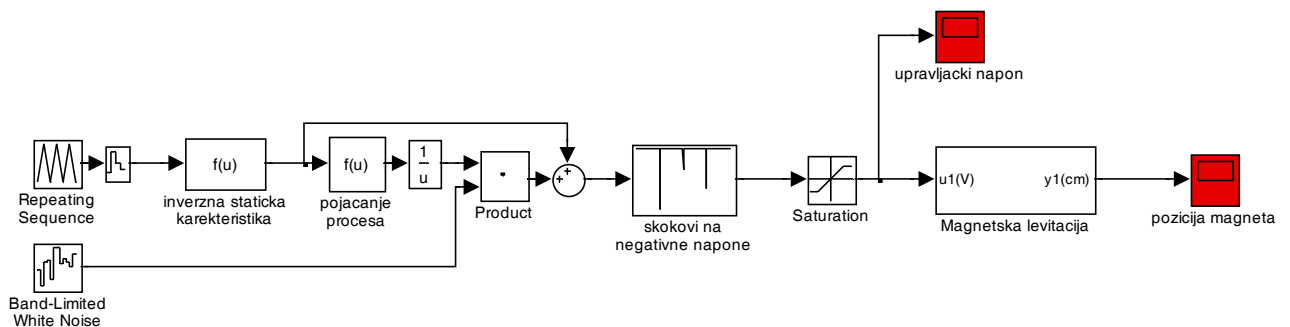 upravljacki napon
f(u)
f(u)
1
u
u1(V)
y1(cm)
Repeating
Sequence
inverzna staticka
karekteristika
pojacanje
procesa
Product
skokovi na
negativne napone
Saturation
Magnetska levitacija
pozicija magneta
Band-Limited
White Noise